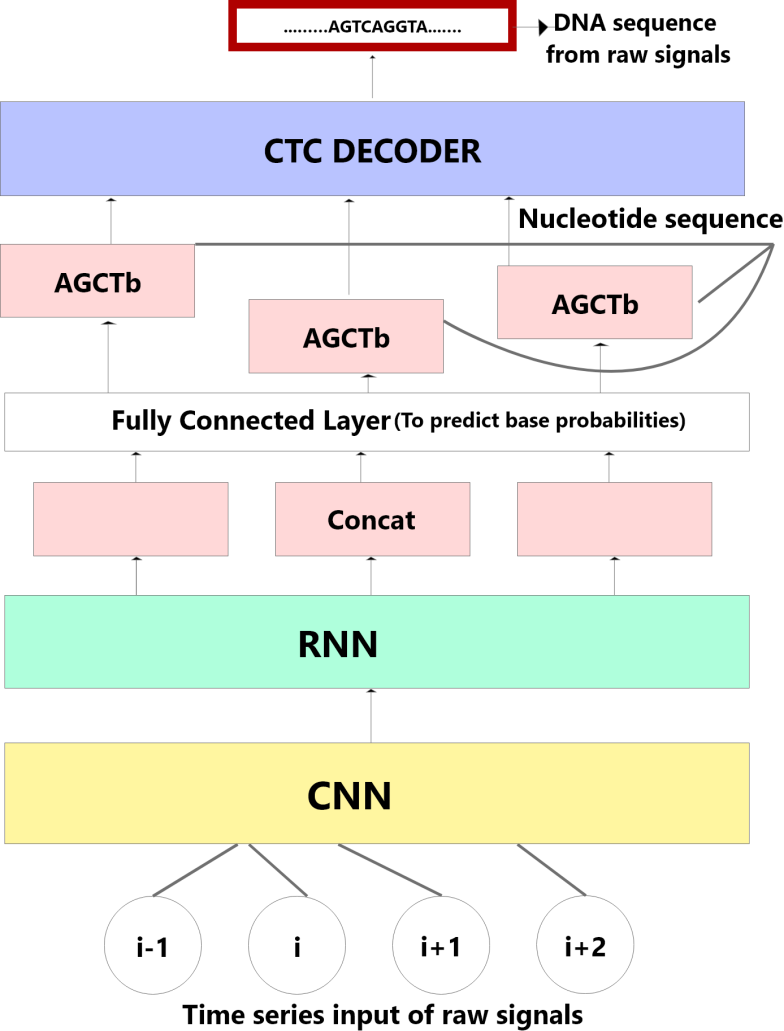 .........AGTCAGGTA.......
DNA sequence
from raw signals
CTC DECODER
Nucleotide sequence
AGCTb
AGCTb
AGCTb
Fully Connected Layer(To predict base probabilities)
Concat
RNN
CNN
i-1
i
i+1
i+2
Time series input of raw signals